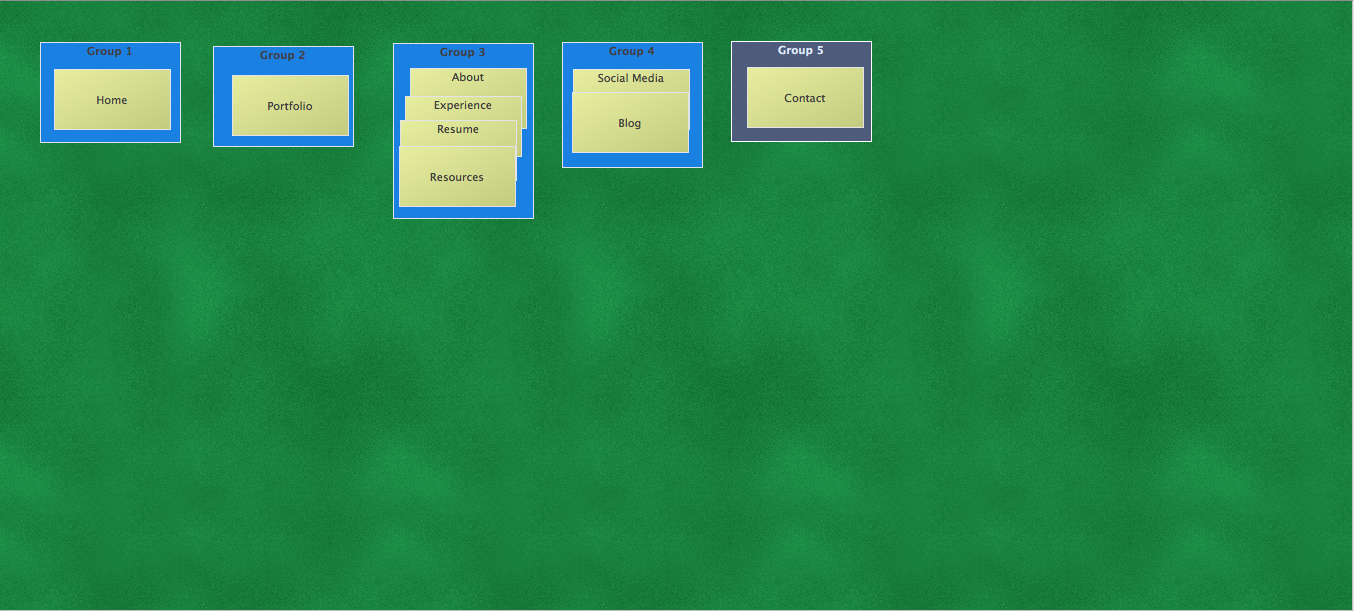 Group 1
Home
Group 2
Portfolio
Group 3
About
Experience
Resume
Resources
Group 4
Social Media
Blog
Group 5
Contact